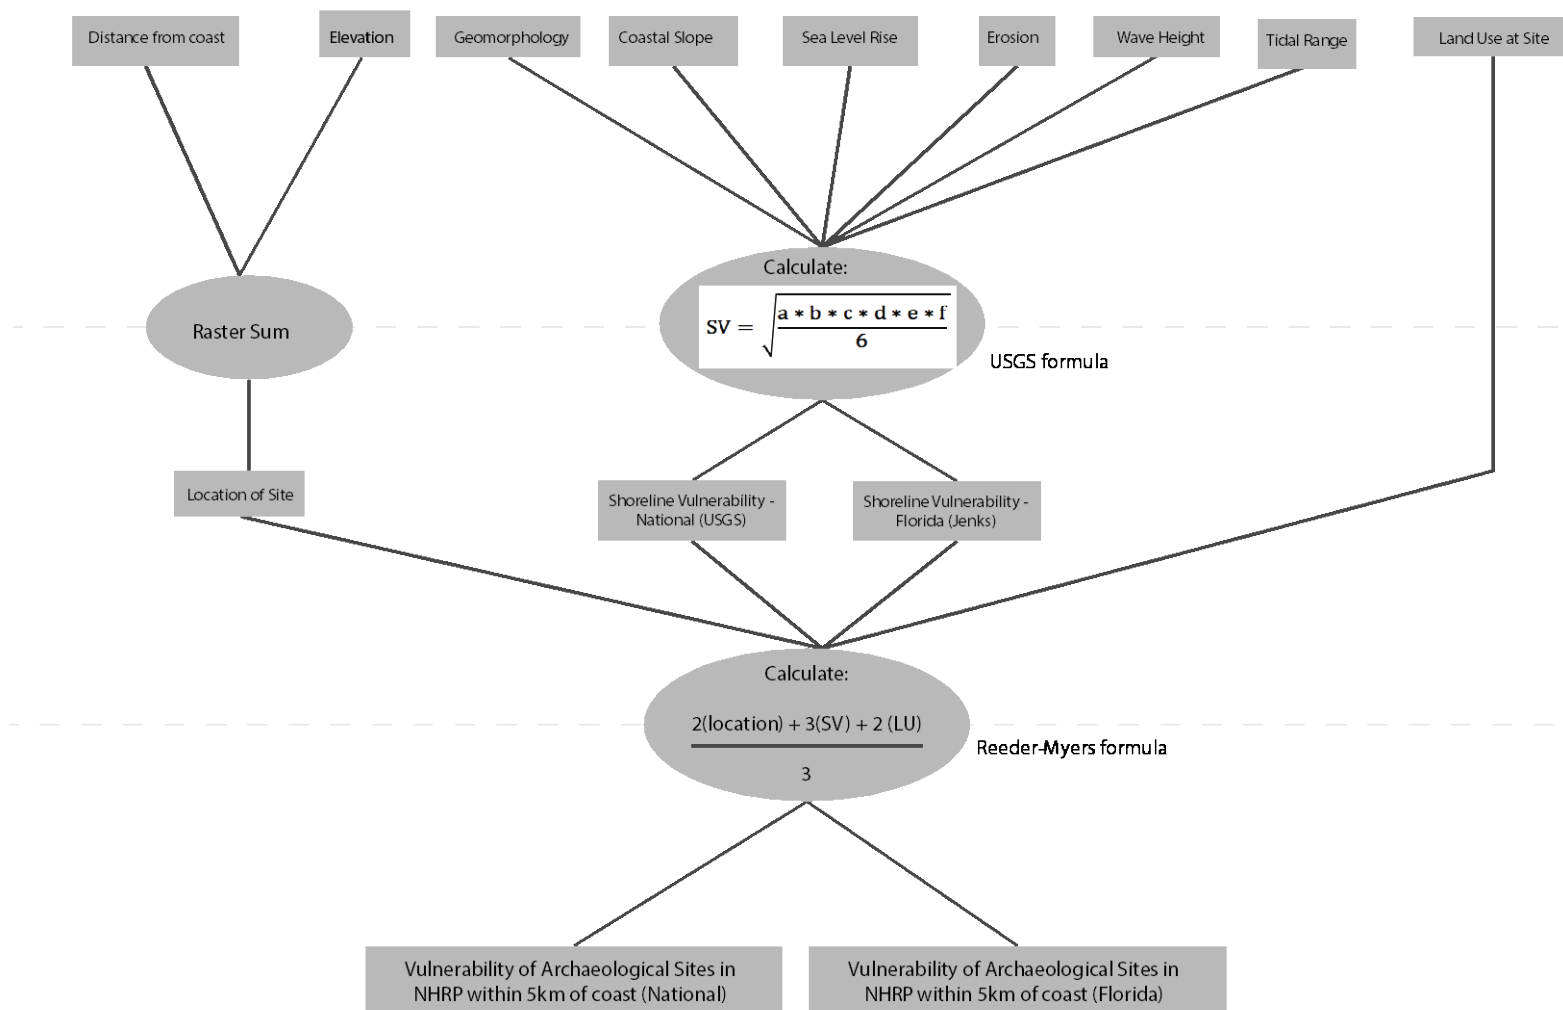 Distance from coast
Elevation
Geomorphology
Coastal Slope
Sea Level Rise
Erosion
Wave Height
Tidal Range
Land Use at Site
Calculate:
SV = √(a * b * c * d * e * f / 6)
Raster Sum
USGS formula
Location of Site
Shoreline Vulnerability -
National (USGS)
Shoreline Vulnerability -
Florida (Jenks)
Calculate:
2(location) + 3(SV) + 2 (LU)
3
Reeder-Myers formula
Vulnerability of Archaeological Sites in
NHRP within 5km of coast (National)
Vulnerability of Archaeological Sites in
NHRP within 5km of coast (Florida)